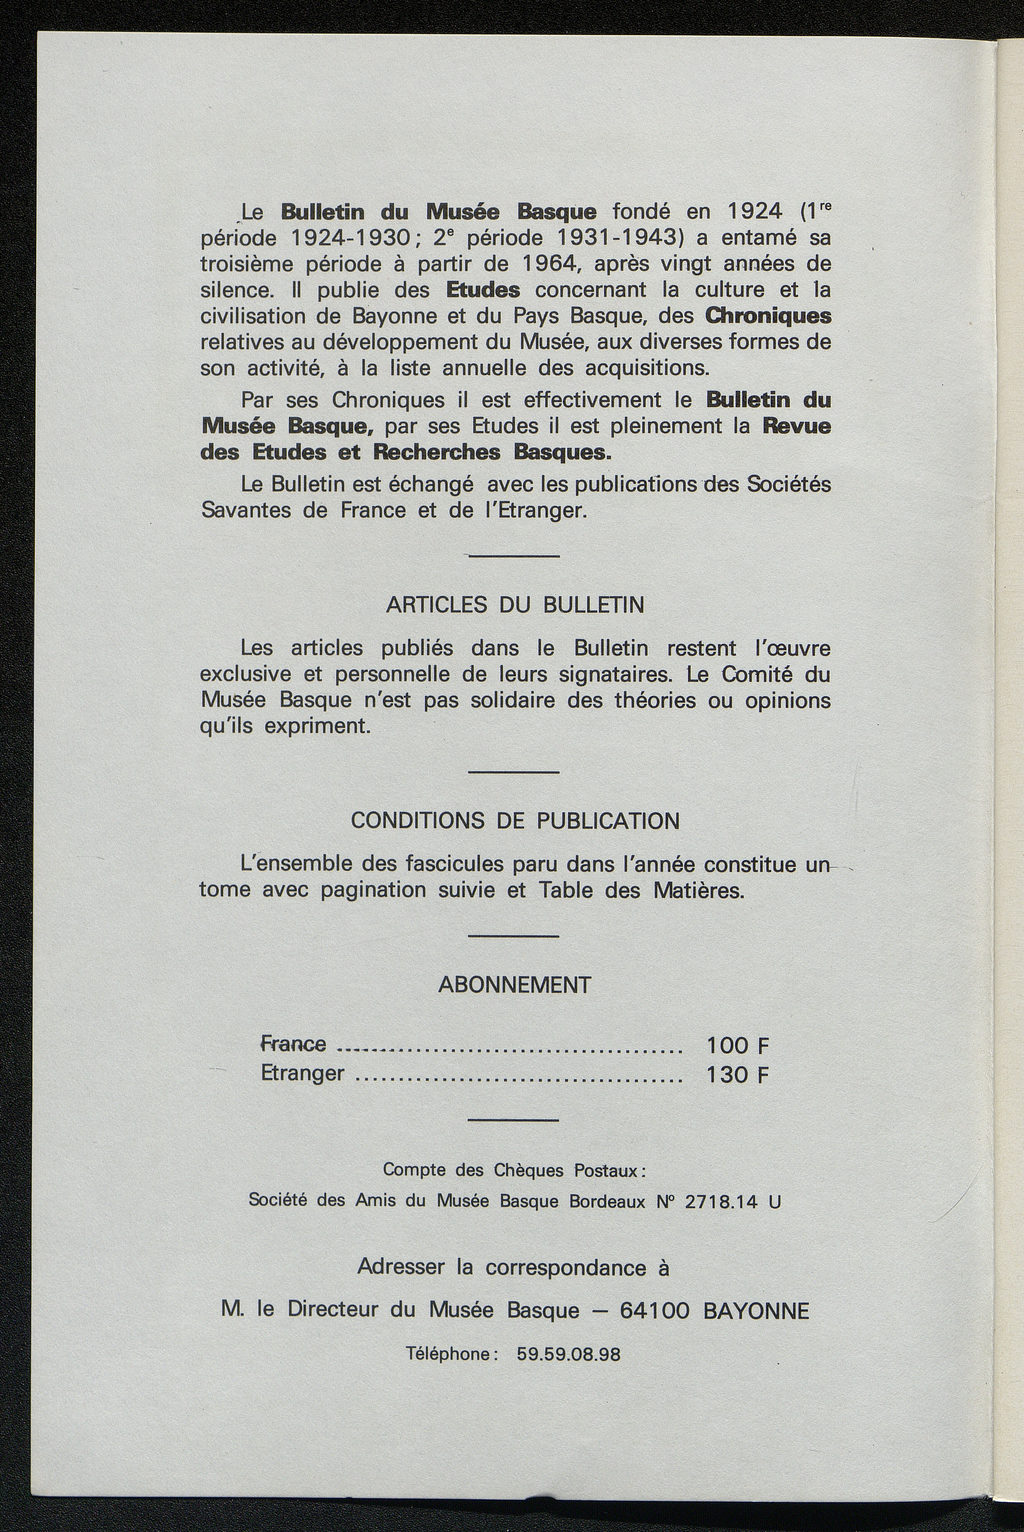 Le Bulletin du Musée Basque fondé en 1924 (1re
période 1924-1930 ; 2e période 1931-1943) a entamé sa
troisième période à partir de 1964, après vingt années de
silence. Il publie des Etudes concernant la culture et la
civilisation de Bayonne et du Pays Basque, des Chroniques
relatives au développement du Musée, aux diverses formes de
son activité, à la liste annuelle des acquisitions.
Par ses Chroniques il est effectivement le Bulletin du
Musée Basque, par ses Etudes il est pleinement la Revue
des Etudes et Recherches Basques.
Le Bulletin est échangé avec les publications des Sociétés
Savantes de France et de l'Etranger.
ARTICLES DU BULLETIN
Les articles publiés dans le Bulletin restent l'œuvre
exclusive et personnelle de leurs signataires. Le Comité du
Musée Basque n'est pas solidaire des théories ou opinions
qu'ils expriment.
CONDITIONS DE PUBLICATION
L'ensemble des fascicules paru dans l'année constitue un
tome avec pagination suivie et Table des Matières.
ABONNEMENT
France ........................................ 100 F
Etranger ...................................... 130 F
Compte des Chèques Postaux :
Société des Amis du Musée Basque Bordeaux N° 2718.14 U
Adresser la correspondance à
M. le Directeur du Musée Basque — 64100 BAYONNE
Téléphone : 59.59.08.98